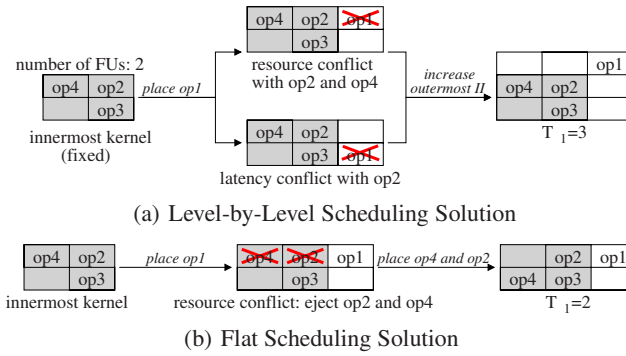 op4 op2 op1
op3
number of FUs: 2
op4 op2
op3
place op1
resource conflict
with op2 and op4
increase
outermost II
op1
op4 op2
op3
innermost kernel
(fixed)
op4 op2
op3 op1
T 1=3
latency conflict with op2
(a) Level-by-Level Scheduling Solution
op4 op2
op3
place op1
op4 op2 op1
op3
place op4 and op2
op2 op1
op4 op3
innermost kernel
resource conflict: eject op2 and op4
T 1=2
(b) Flat Scheduling Solution